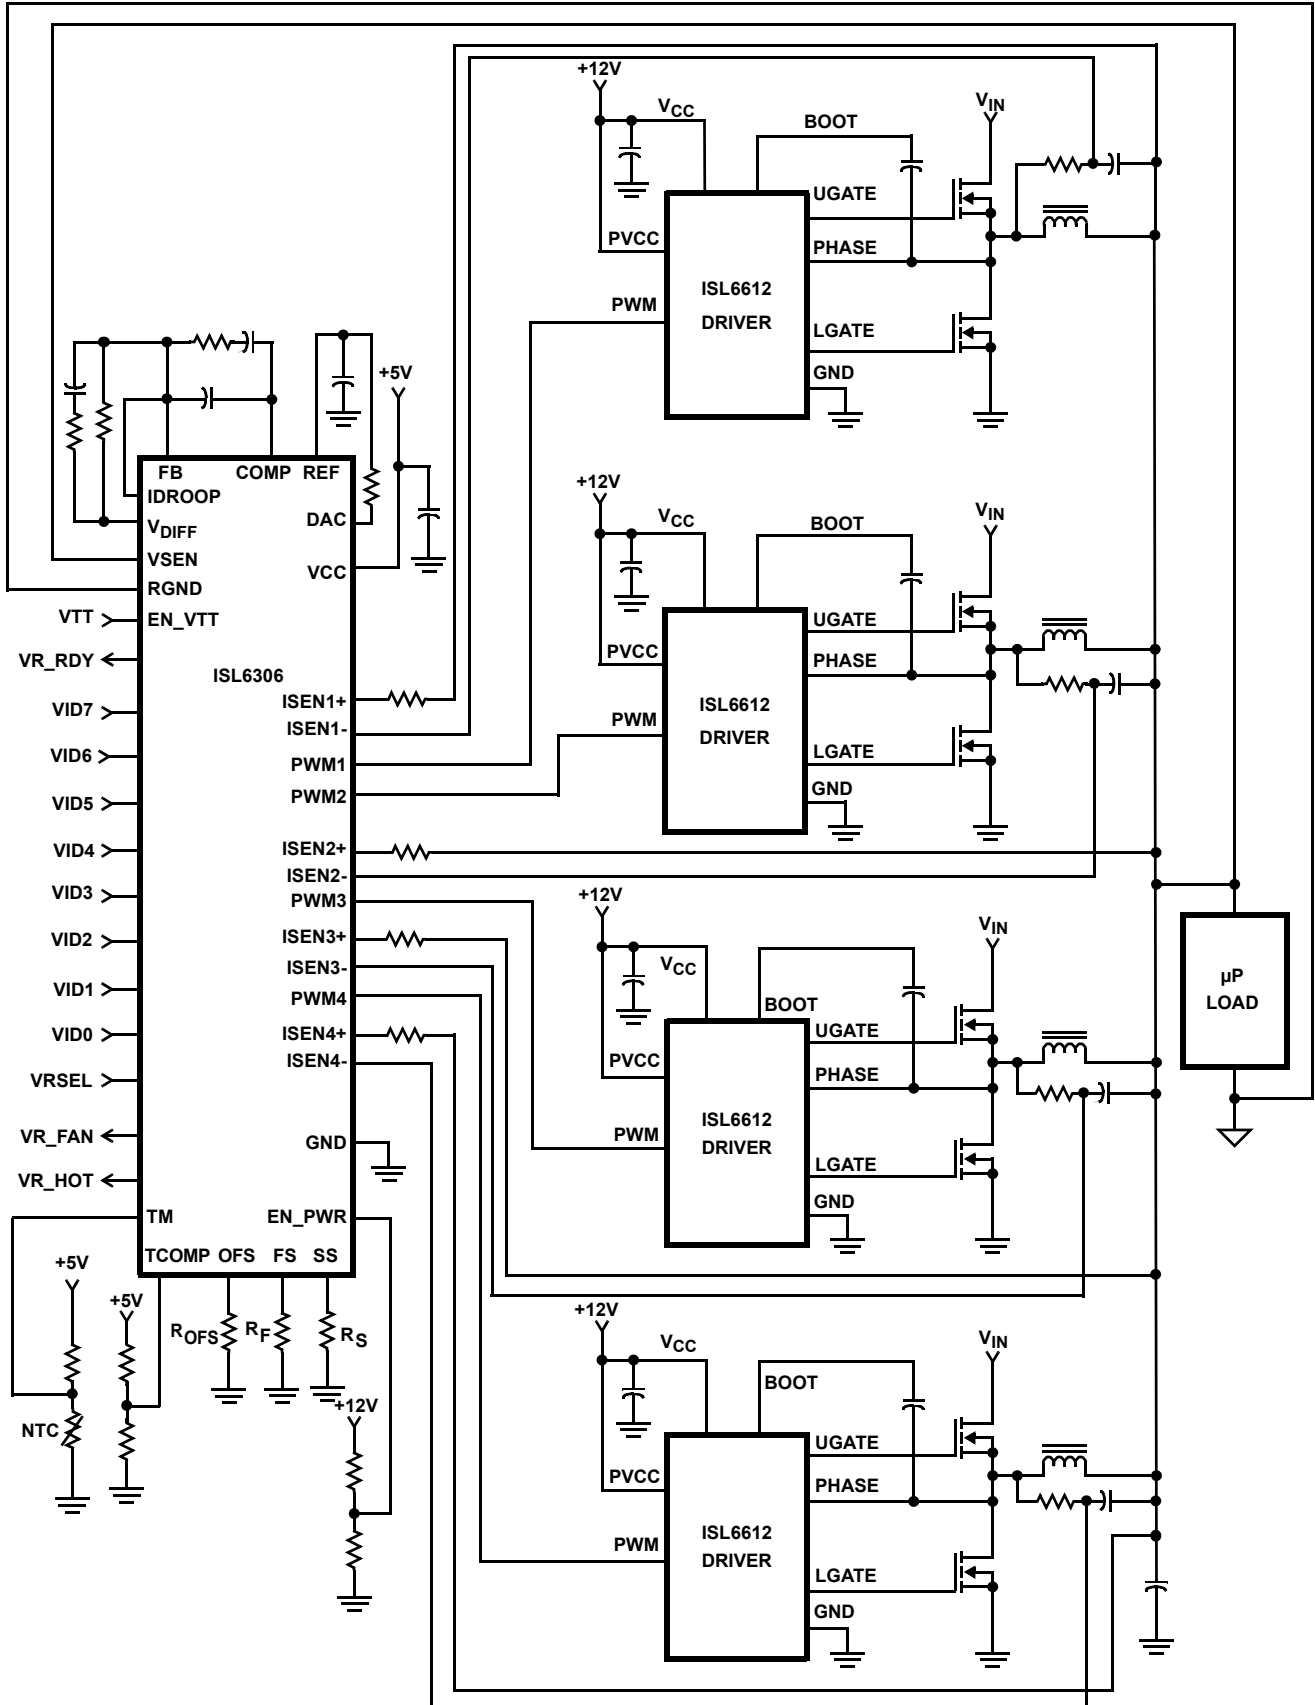 +12V
VCC
BOOT
VIN
UGATE
PVCC
PHASE
ISL6612
DRIVER
PWM
LGATE
GND
+5V
FB
COMP
REF
IDROOP
VDIFF
DAC
VSEN
VCC
RGND
VTT
EN_VTT
VR_RDY
ISL6306
VID7
ISEN1+
ISEN1-
VID6
PWM1
VID5
PWM2
VID4
ISEN2+
ISEN2-
VID3
PWM3
VID2
ISEN3+
ISEN3-
VID1
PWM4
VID0
ISEN4+
ISEN4-
VRSEL
VR_FAN
GND
VR_HOT
TM
EN_PWR
TCOMP
OFS
FS
SS
+5V
+5V
ROFS
RF
RS
NTC
+12V
+12V
VCC
BOOT
VIN
UGATE
PVCC
PHASE
ISL6612
DRIVER
PWM
LGATE
GND
+12V
VCC
BOOT
VIN
UGATE
PVCC
PHASE
ISL6612
DRIVER
PWM
LGATE
GND
µP
LOAD
+12V
VCC
BOOT
VIN
UGATE
PVCC
PHASE
ISL6612
DRIVER
PWM
LGATE
GND